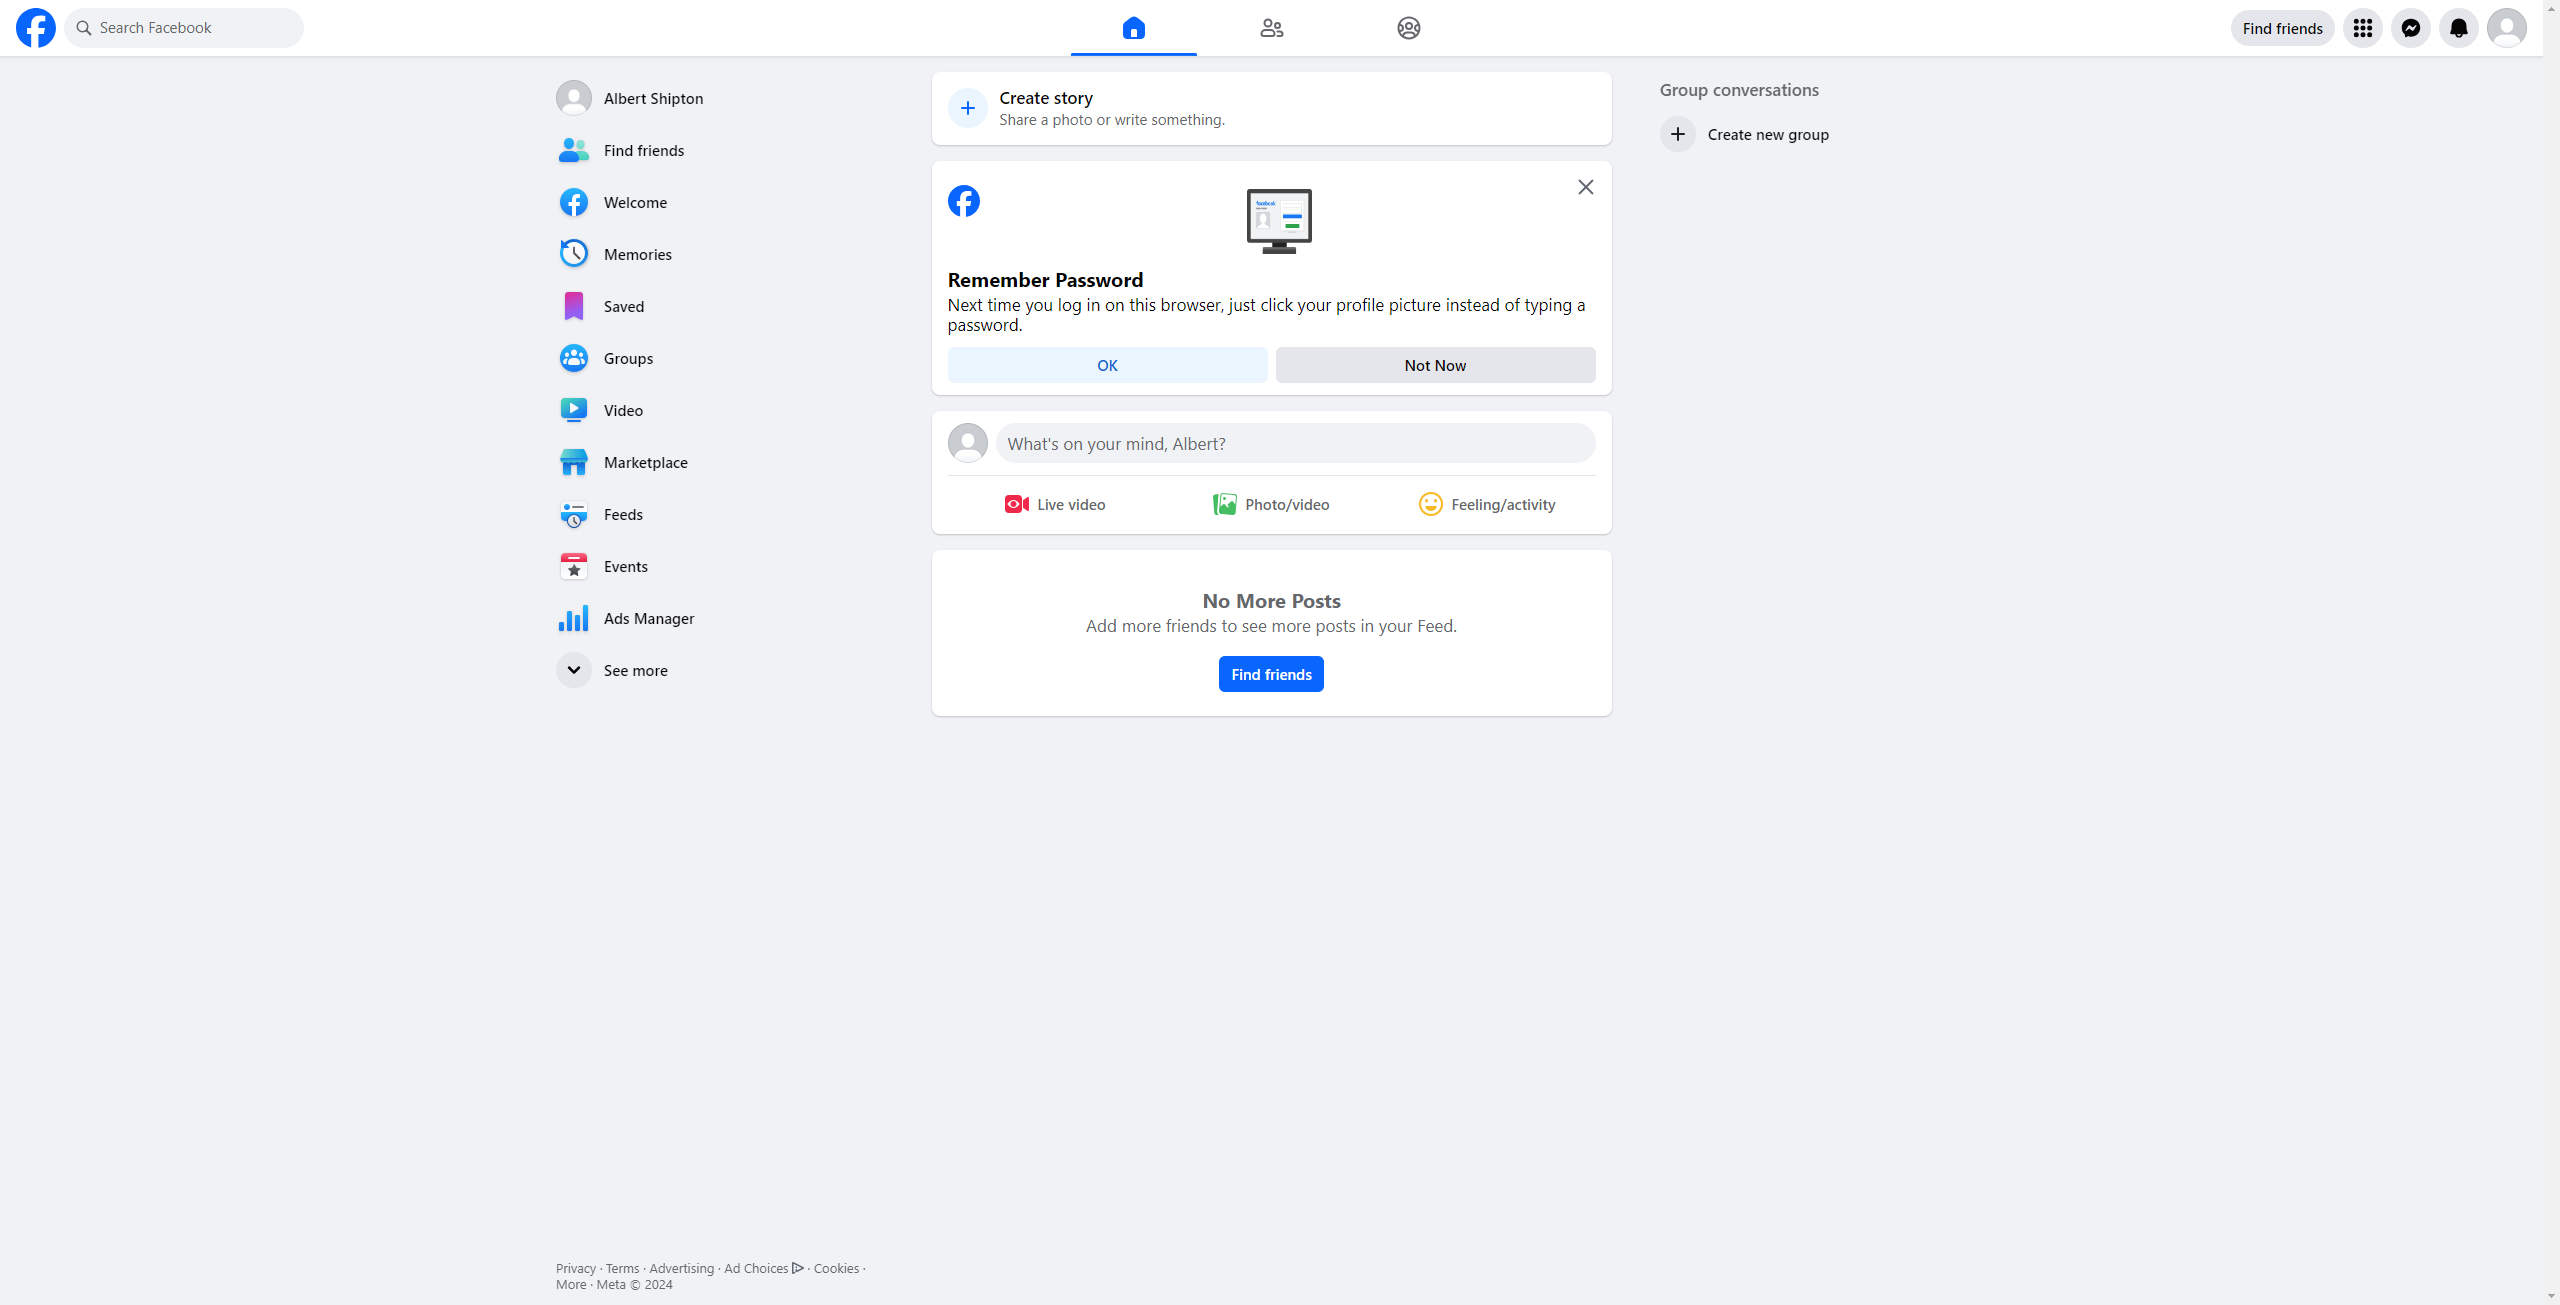 Search Facebook
Find friends
Albert Shipton
Find friends
Welcome
Memories
Saved
Groups
Video
Marketplace
Feeds
Events
Ads Manager
See more
Privacy · Terms · Advertising · Ad Choices · Cookies ·
More · Meta © 2024
Create story
Share a photo or write something.
facebook
Remember Password
Next time you log in on this browser, just click your profile picture instead of typing a
password.
OK
Not Now
What's on your mind, Albert?
Live video
Photo/video
Feeling/activity
No More Posts
Add more friends to see more posts in your Feed.
Find friends
Group conversations
Create new group